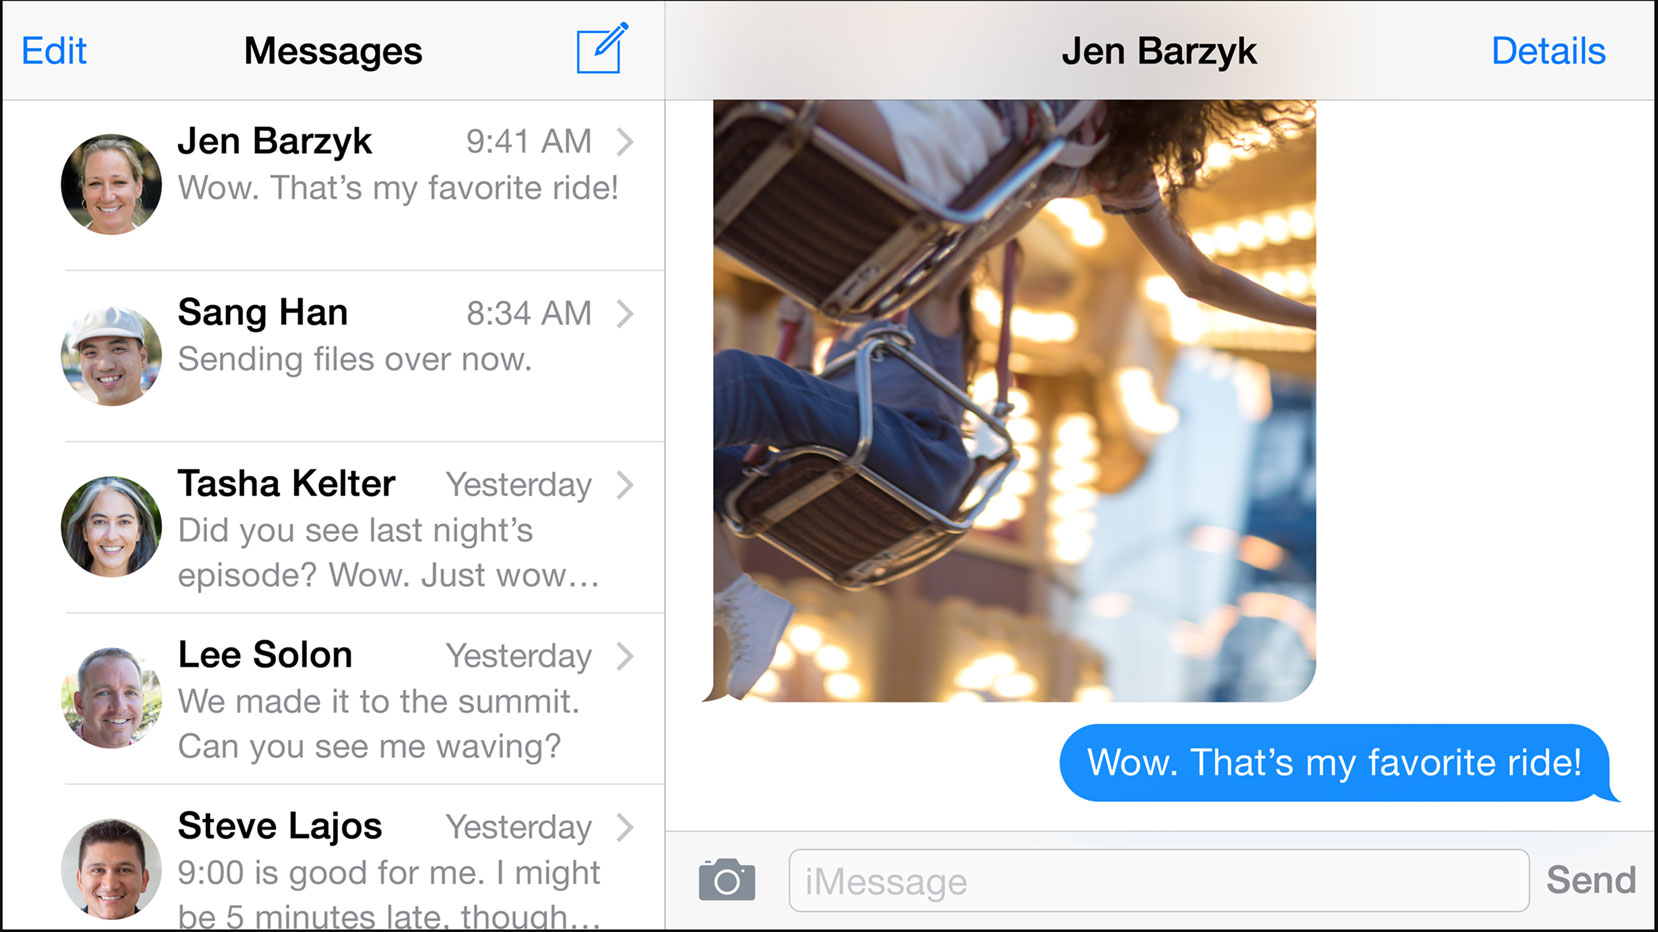 Edit
Messages
Jen Barzyk
9:41 AM
Wow. That’s my favorite ride!
Sang Han
8:34 AM
Sending files over now.
Tasha Kelter
Yesterday
Did you see last night’s
episode? Wow. Just wow…
Lee Solon
Yesterday
We made it to the summit.
Can you see me waving?
Steve Lajos
Yesterday
9:00 is good for me. I might
be 5 minutes late, though…
Jen Barzyk
Details
Wow. That’s my favorite ride!
iMessage
Send